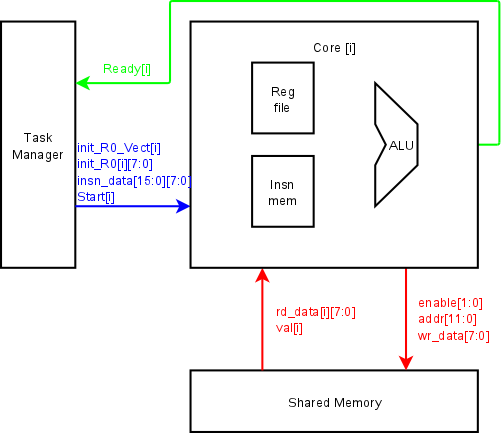 Core [i]
Ready[i]
Reg
file
Task
Manager
ALU
init_R0_Vect[i]
init_R0[i][7:0]
insn_data[15:0][7:0]
Start[i]
Insn
mem
rd_data[i][7:0]
val[i]
enable[1:0]
addr[11:0]
wr_data[7:0]
Shared Memory